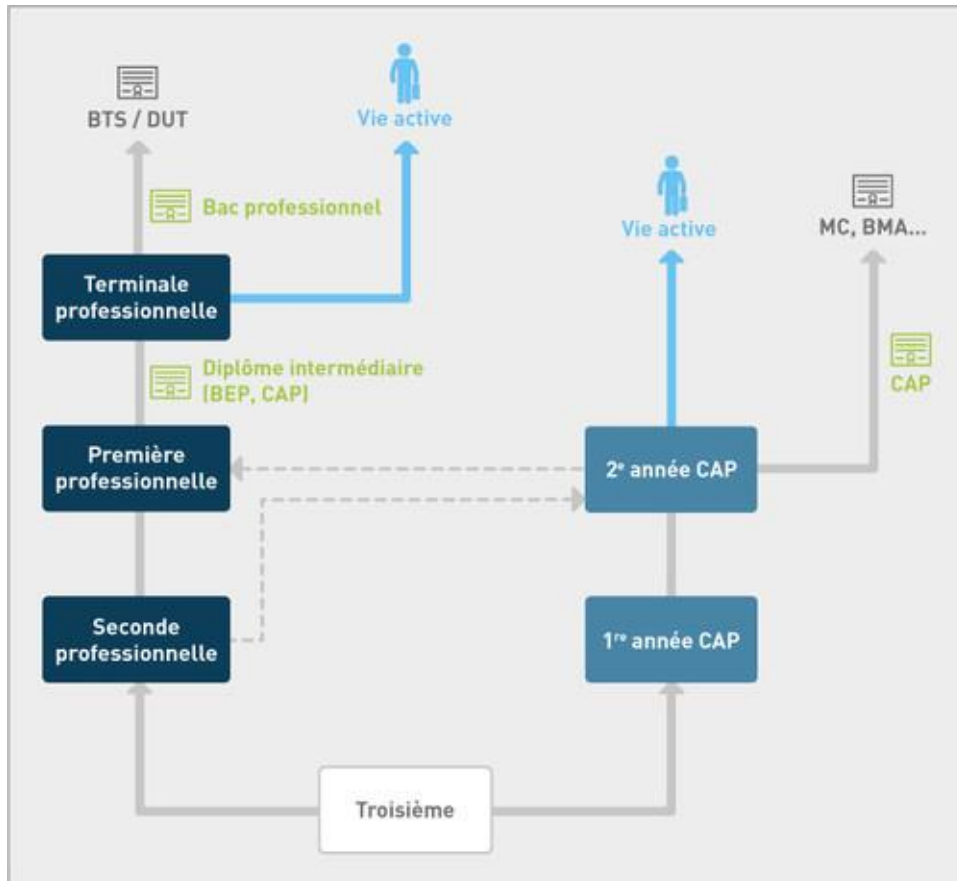 BTS / DUT
Vie active
Bac professionnel
Vie active
MC, BMA...
Terminale
professionnelle
Diplôme intermédiaire
(BEP, CAP)
CAP
Première
professionnelle
2e année CAP
Seconde
professionnelle
1re année CAP
Troisième